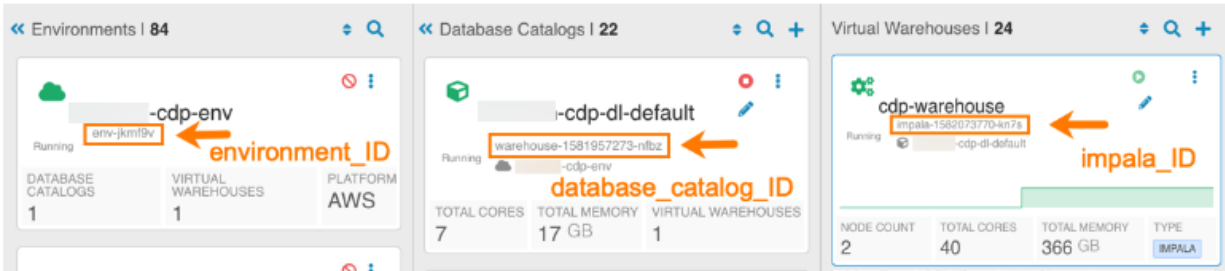 Environments | 84
-cdp-env
env-jkmf9v
Running
environment_ID
DATABASE CATALOGS
1
VIRTUAL WAREHOUSES
1
PLATFORM
AWS
Database Catalogs | 22
-cdp-dl-default
warehouse-1581957273-nfbz
Running
-cdp-env
database_catalog_ID
TOTAL CORES
7
TOTAL MEMORY
17 GB
VIRTUAL WAREHOUSES
1
Virtual Warehouses | 24
cdp-warehouse
impala-1582073770-kn7s
Running
-cdp-dl-default
impala_ID
NODE COUNT
2
TOTAL CORES
40
TOTAL MEMORY
366 GB
TYPE
IMPALA